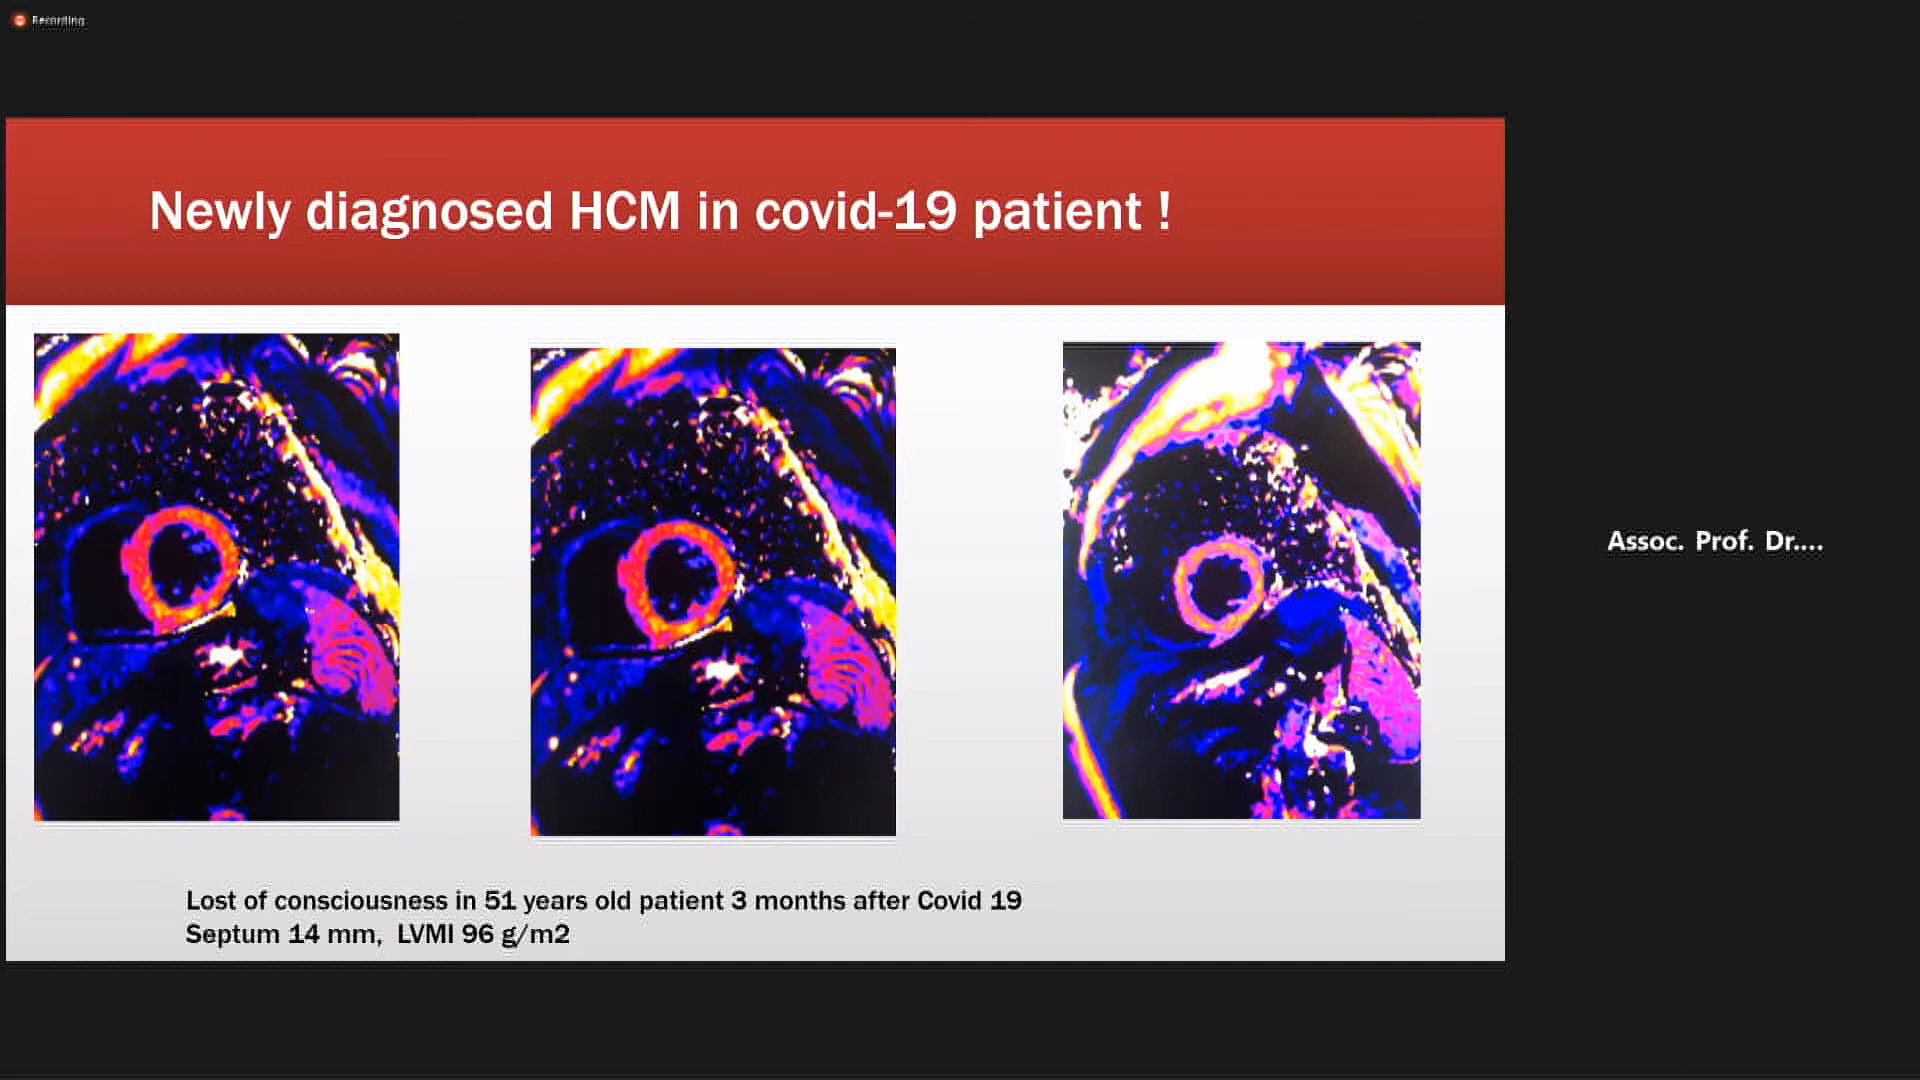 Recording
Newly diagnosed HCM in covid-19 patient !
Assoc. Prof. Dr....
Lost of consciousness in 51 years old patient 3 months after Covid 19
Septum 14 mm, LVMI 96 g/m2